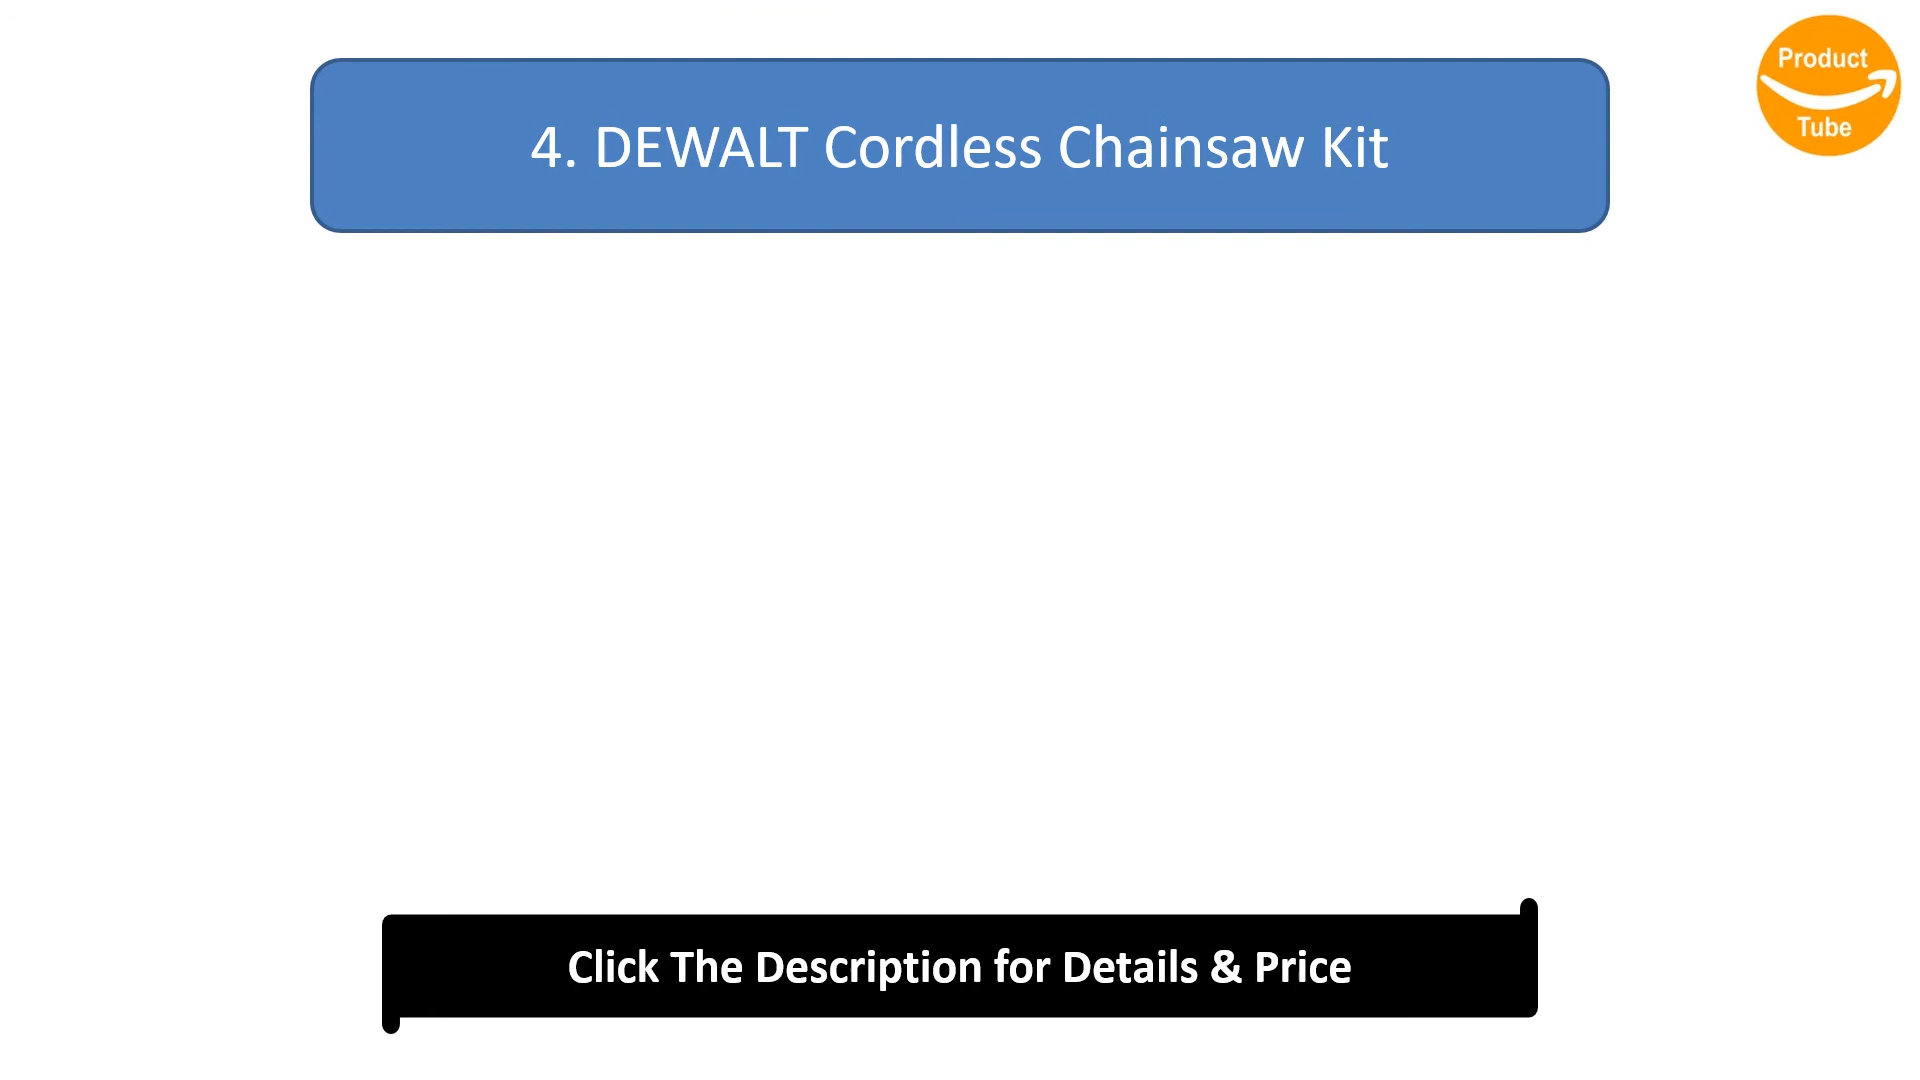 4. DEWALT Cordless Chainsaw Kit
Product
Tube
Click The Description for Details & Price